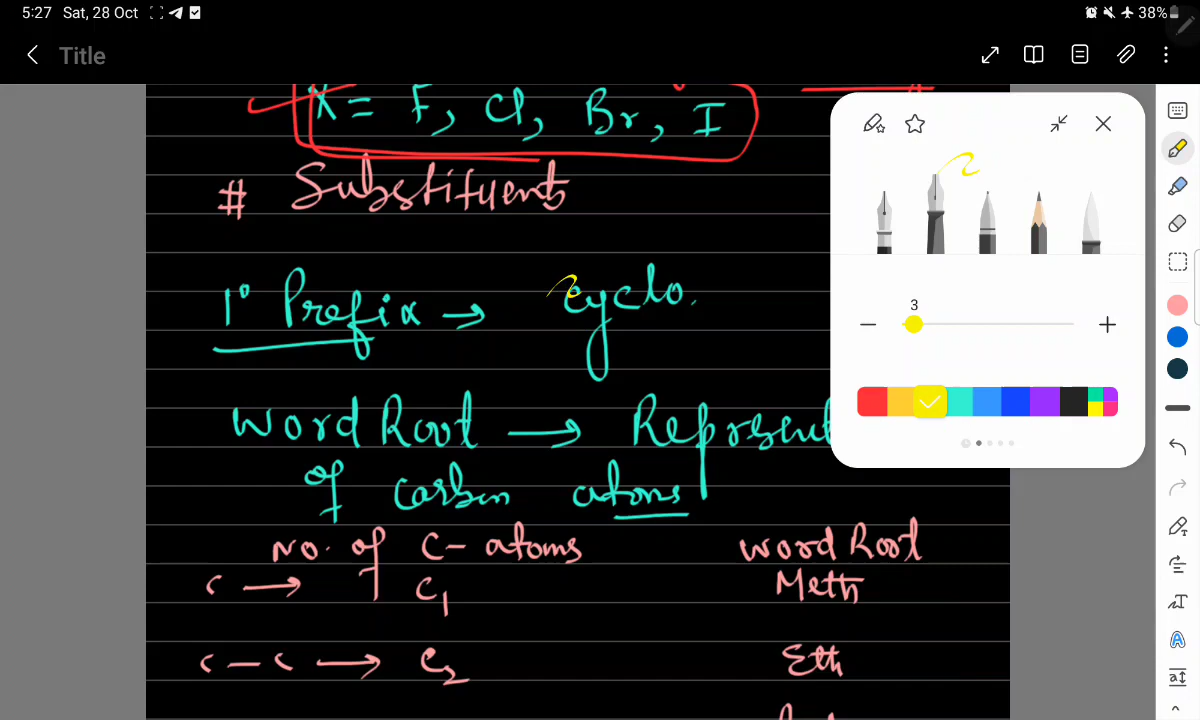 5:27 Sat, 28 Oct 38%
Title
X = F, Cl, Br, I
# Substituents
1° Prefix → cyclo.
Word Root → Represent
of carbon atoms
No. of C- atoms Word Root
C → C1 Meth
C - C → C2 Eth
3